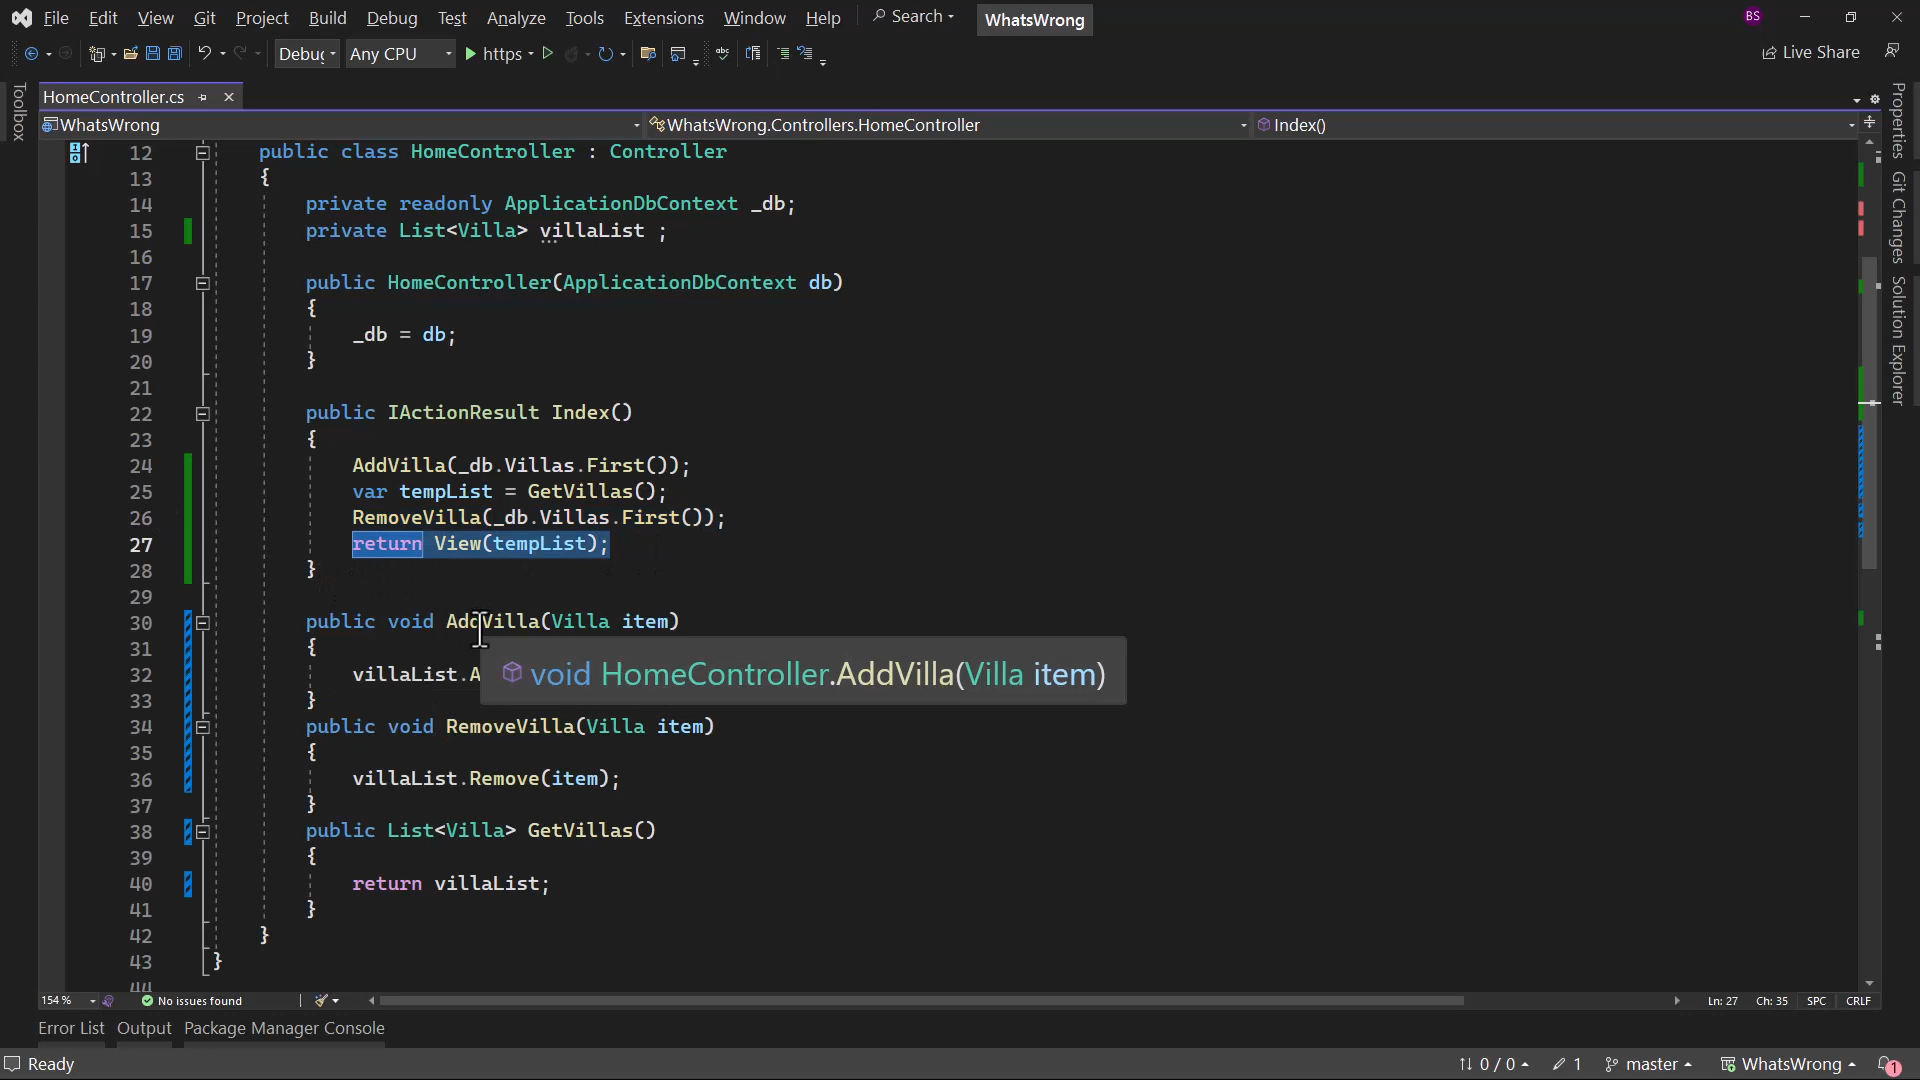 File Edit View Git Project Build Debug Test Analyze Tools Extensions Window Help Search WhatsWrong BS
Debug Any CPU https Live Share
Toolbox
HomeController.cs
WhatsWrong WhatsWrong.Controllers.HomeController Index()
12 public class HomeController : Controller
13 {
14 private readonly ApplicationDbContext _db;
15 private List<Villa> villaList ;
16
17 public HomeController(ApplicationDbContext db)
18 {
19 _db = db;
20 }
21
22 public IActionResult Index()
23 {
24 AddVilla(_db.Villas.First());
25 var tempList = GetVillas();
26 RemoveVilla(_db.Villas.First());
27 return View(tempList);
28 }
29
30 public void AddVilla(Villa item)
31 {
32 villaList.A
void HomeController.AddVilla(Villa item)
33 }
34 public void RemoveVilla(Villa item)
35 {
36 villaList.Remove(item);
37 }
38 public List<Villa> GetVillas()
39 {
40 return villaList;
41 }
42 }
43 }
44
Properties
Git Changes
Solution Explorer
154 % No issues found Ln: 27 Ch: 35 SPC CRLF
Error List Output Package Manager Console
Ready 0 / 0 1 master WhatsWrong 1